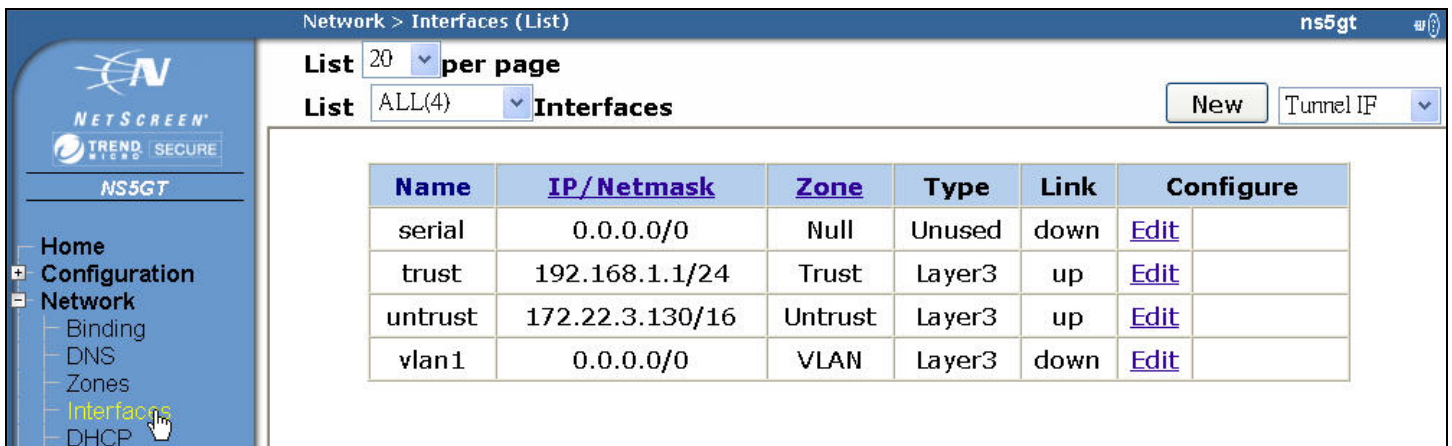 Network > Interfaces (List) ns5gt
List 20 per page
List ALL(4) Interfaces New Tunnel IF
N
NETSCREEN
TREND MICRO SECURE
NS5GT
Home
Configuration
Network
Binding
DNS
Zones
Interfaces
DHCP
Name IP/Netmask Zone Type Link Configure
serial 0.0.0.0/0 Null Unused down Edit
trust 192.168.1.1/24 Trust Layer3 up Edit
untrust 172.22.3.130/16 Untrust Layer3 up Edit
vlan1 0.0.0.0/0 VLAN Layer3 down Edit